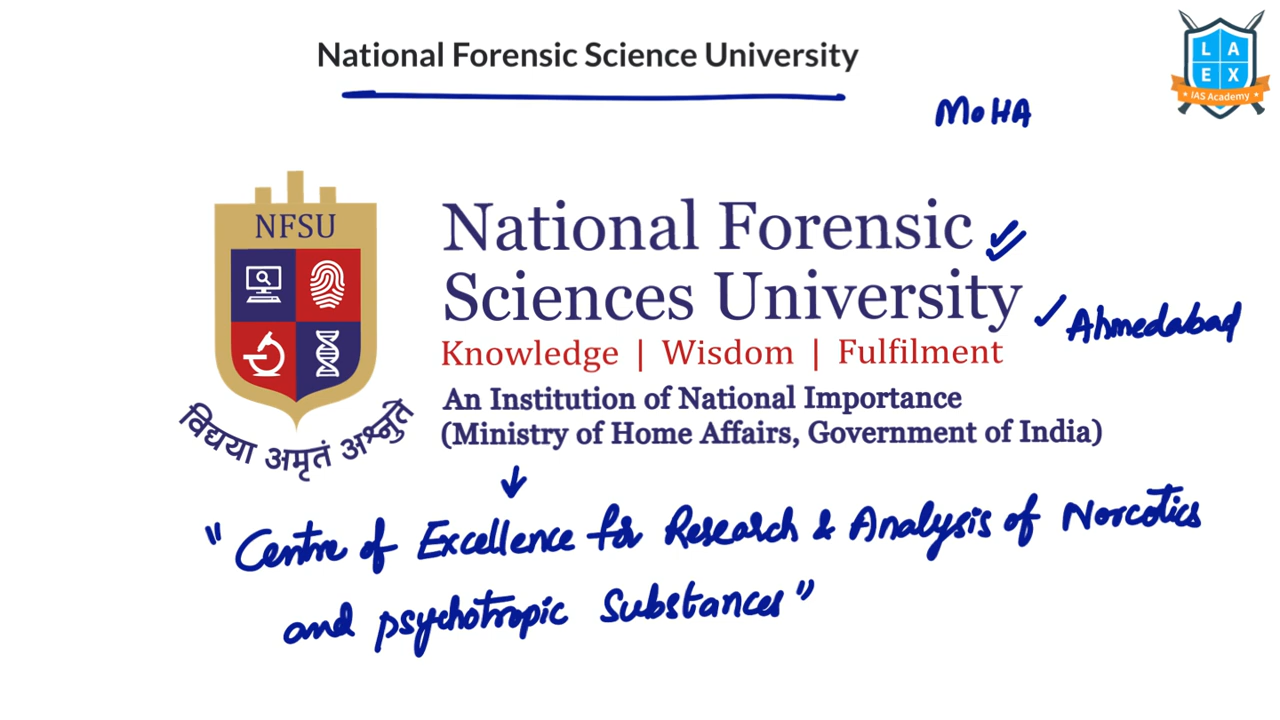 National Forensic Science University
L A
E X
IAS Academy
MoHA
NFSU
National Forensic
Sciences University
Ahmedabad
Knowledge | Wisdom | Fulfilment
An Institution of National Importance
(Ministry of Home Affairs, Government of India)
विद्यया अमृतं अश्नुते
"Centre of Excellence for Research & Analysis of Norcotics
and psychotropic Substances"